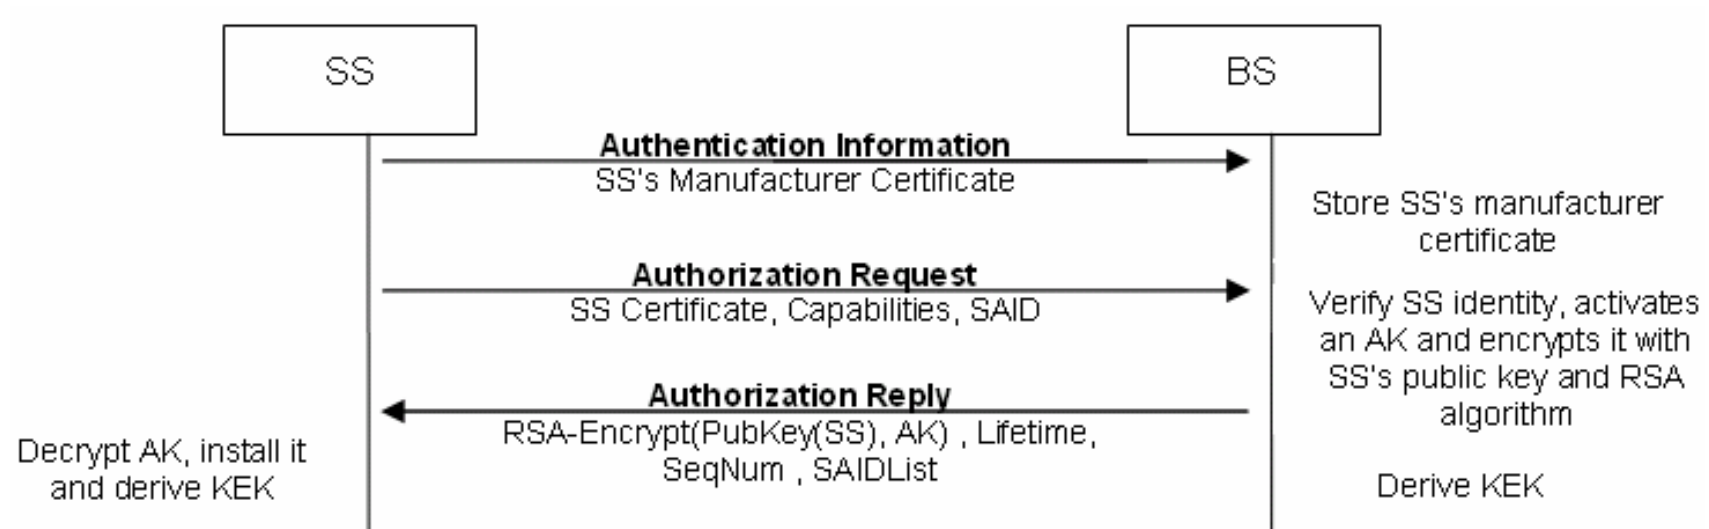 SS
BS
Authentication Information
SS's Manufacturer Certificate
Store SS's manufacturer
certificate
Authorization Request
SS Certificate, Capabilities, SAID
Verify SS identity, activates
an AK and encrypts it with
SS's public key and RSA
algorithm
Authorization Reply
RSA-Encrypt(PubKey(SS), AK) , Lifetime,
SeqNum , SAIDList
Decrypt AK, install it
and derive KEK
Derive KEK